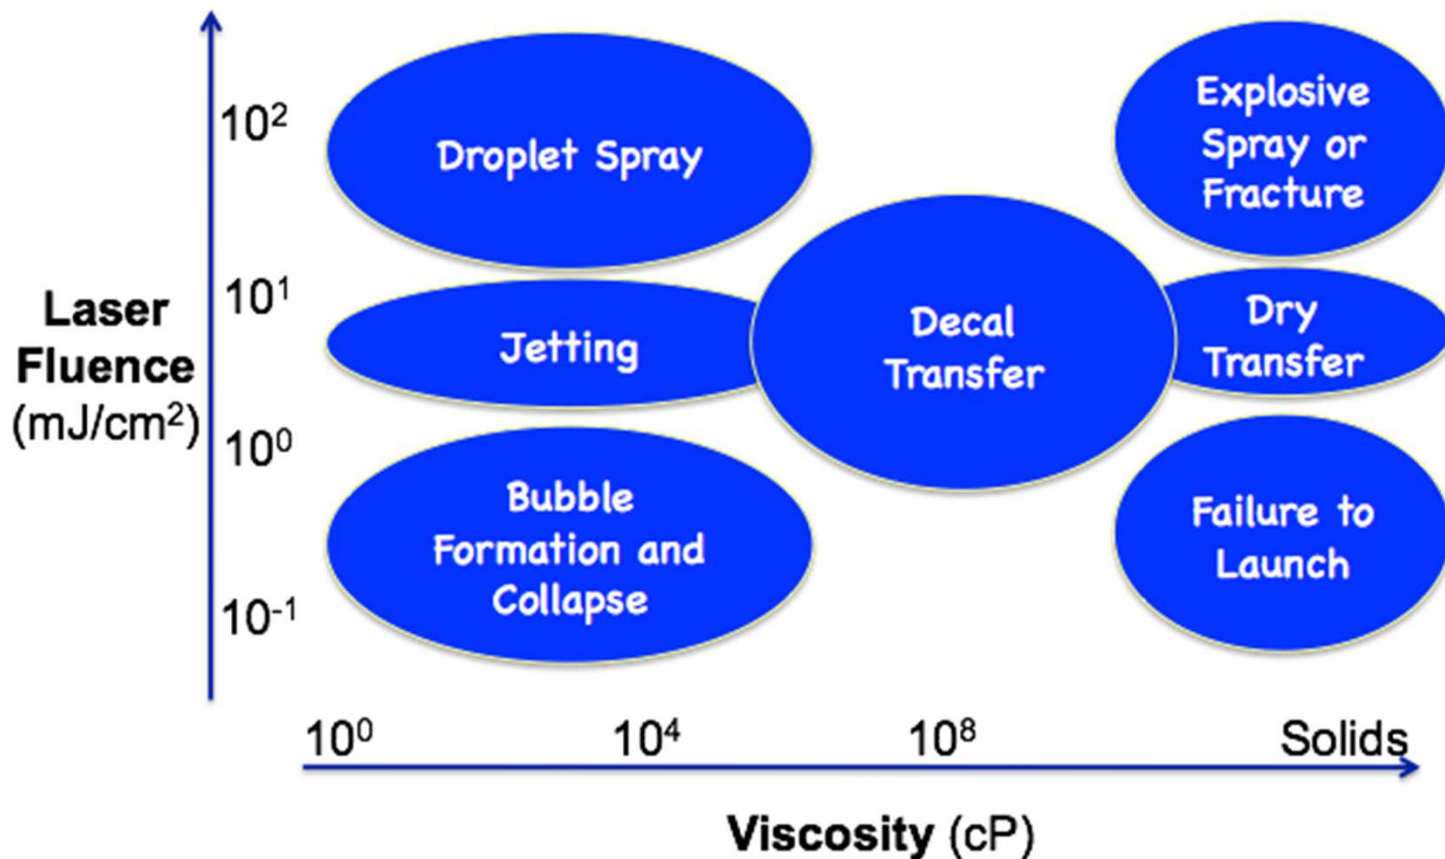 10²
Droplet Spray
Explosive
Spray or
Fracture
Laser
Fluence
(mJ/cm²)
10¹
Jetting
Decal
Transfer
Dry
Transfer
10⁰
Bubble
Formation and
Collapse
Failure to
Launch
10⁻¹
10⁰ 10⁴ 10⁸ Solids
Viscosity (cP)